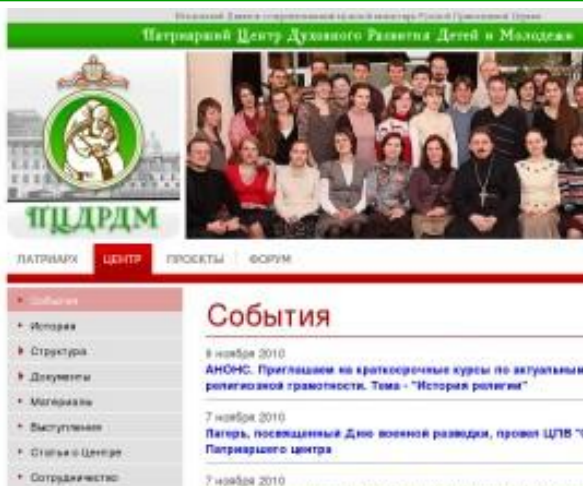 Патриарший Центр Духовного Развития Детей и Молодежи
ПЦДРДМ
ПАТРИАРХ ЦЕНТР ПРОЕКТЫ ФОРУМ
События
История
Структура
Документы
Материалы
Выступления
Статьи о Центре
Сотрудничество
События
9 ноября 2010
АНОНС. Приглашаем на краткосрочные курсы по актуальным
религиозной грамотности. Тема - "История религии"
7 ноября 2010
Лагерь, посвященный Дню военной разведки, провел ЦПВ
Патриаршего центра
7 ноября 2010